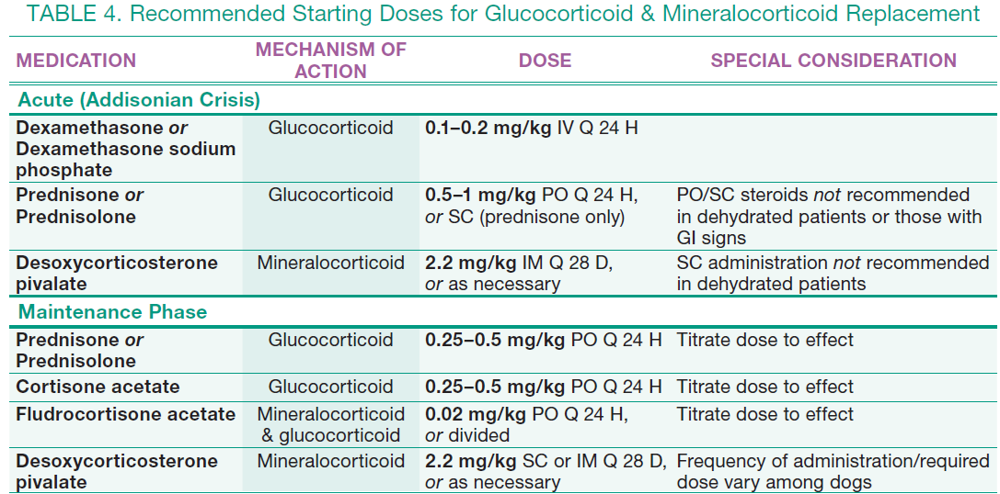 TABLE 4. Recommended Starting Doses for Glucocorticoid & Mineralocorticoid Replacement
MEDICATION MECHANISM OF ACTION DOSE SPECIAL CONSIDERATION
Acute (Addisonian Crisis)
Dexamethasone or Glucocorticoid 0.1–0.2 mg/kg IV Q 24 H
Dexamethasone sodium
phosphate
Prednisone or Glucocorticoid 0.5–1 mg/kg PO Q 24 H, PO/SC steroids not recommended
Prednisolone or SC (prednisone only) in dehydrated patients or those with
GI signs
Desoxycorticosterone Mineralocorticoid 2.2 mg/kg IM Q 28 D, SC administration not recommended
pivalate or as necessary in dehydrated patients
Maintenance Phase
Prednisone or Glucocorticoid 0.25–0.5 mg/kg PO Q 24 H Titrate dose to effect
Prednisolone
Cortisone acetate Glucocorticoid 0.25–0.5 mg/kg PO Q 24 H Titrate dose to effect
Fludrocortisone acetate Mineralocorticoid 0.02 mg/kg PO Q 24 H, Titrate dose to effect
& glucocorticoid or divided
Desoxycorticosterone Mineralocorticoid 2.2 mg/kg SC or IM Q 28 D, Frequency of administration/required
pivalate or as necessary dose vary among dogs